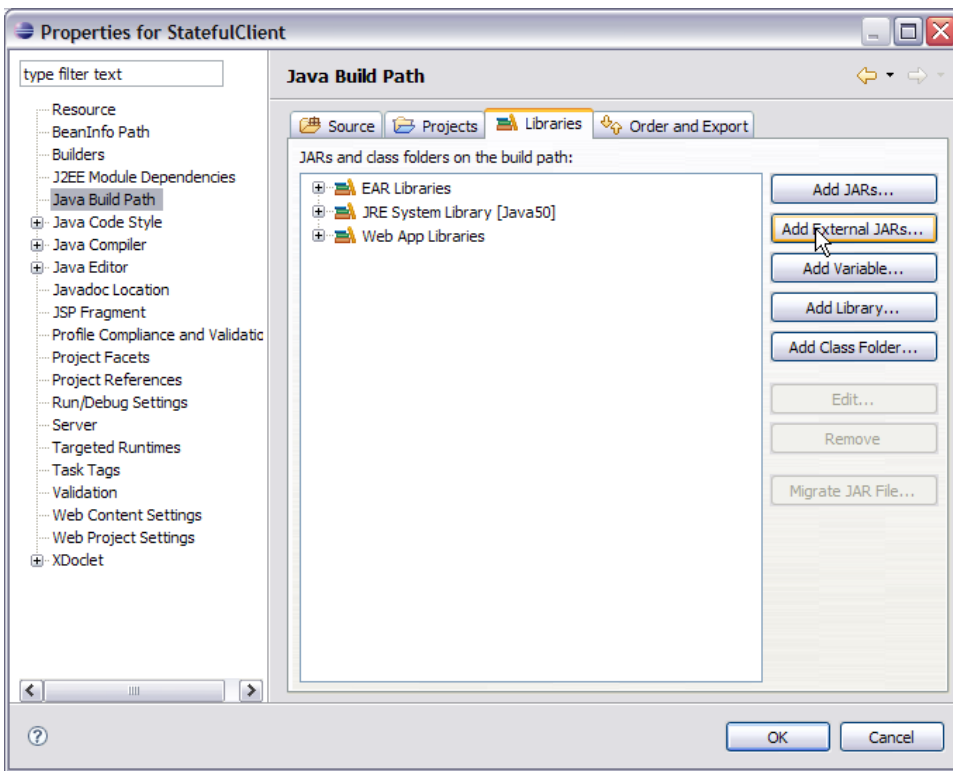 Properties for StatefulClient
type filter text
Resource
BeanInfo Path
Builders
J2EE Module Dependencies
Java Build Path
Java Code Style
Java Compiler
Java Editor
Javadoc Location
JSP Fragment
Profile Compliance and Validatic
Project Facets
Project References
Run/Debug Settings
Server
Targeted Runtimes
Task Tags
Validation
Web Content Settings
Web Project Settings
XDoclet
Java Build Path
Source Projects Libraries Order and Export
JARs and class folders on the build path:
EAR Libraries
JRE System Library [Java50]
Web App Libraries
Add JARs...
Add External JARs...
Add Variable...
Add Library...
Add Class Folder...
Edit...
Remove
Migrate JAR File...
OK Cancel